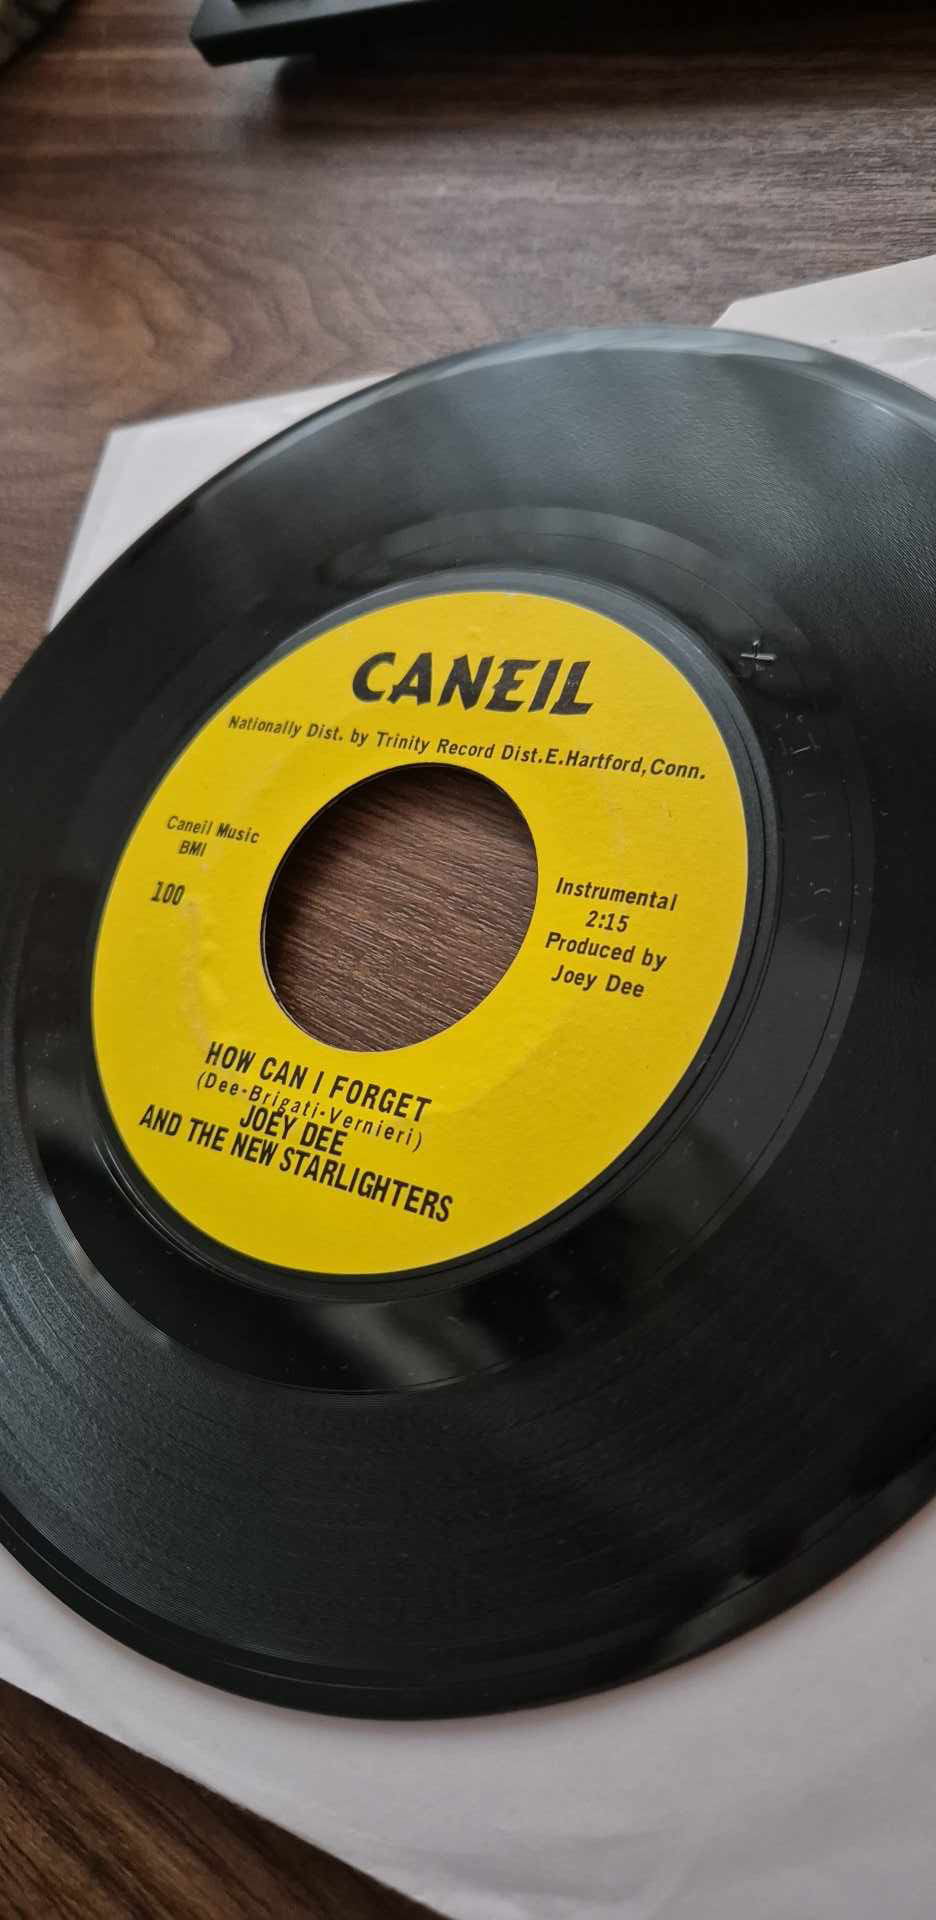 CANEIL
Nationally Dist. by Trinity Record Dist.E.Hartford,Conn.
Caneil Music
BMI
100
Instrumental
2:15
Produced by
Joey Dee
HOW CAN I FORGET
(Dee-Brigati-Vernieri)
JOEY DEE
AND THE NEW STARLIGHTERS